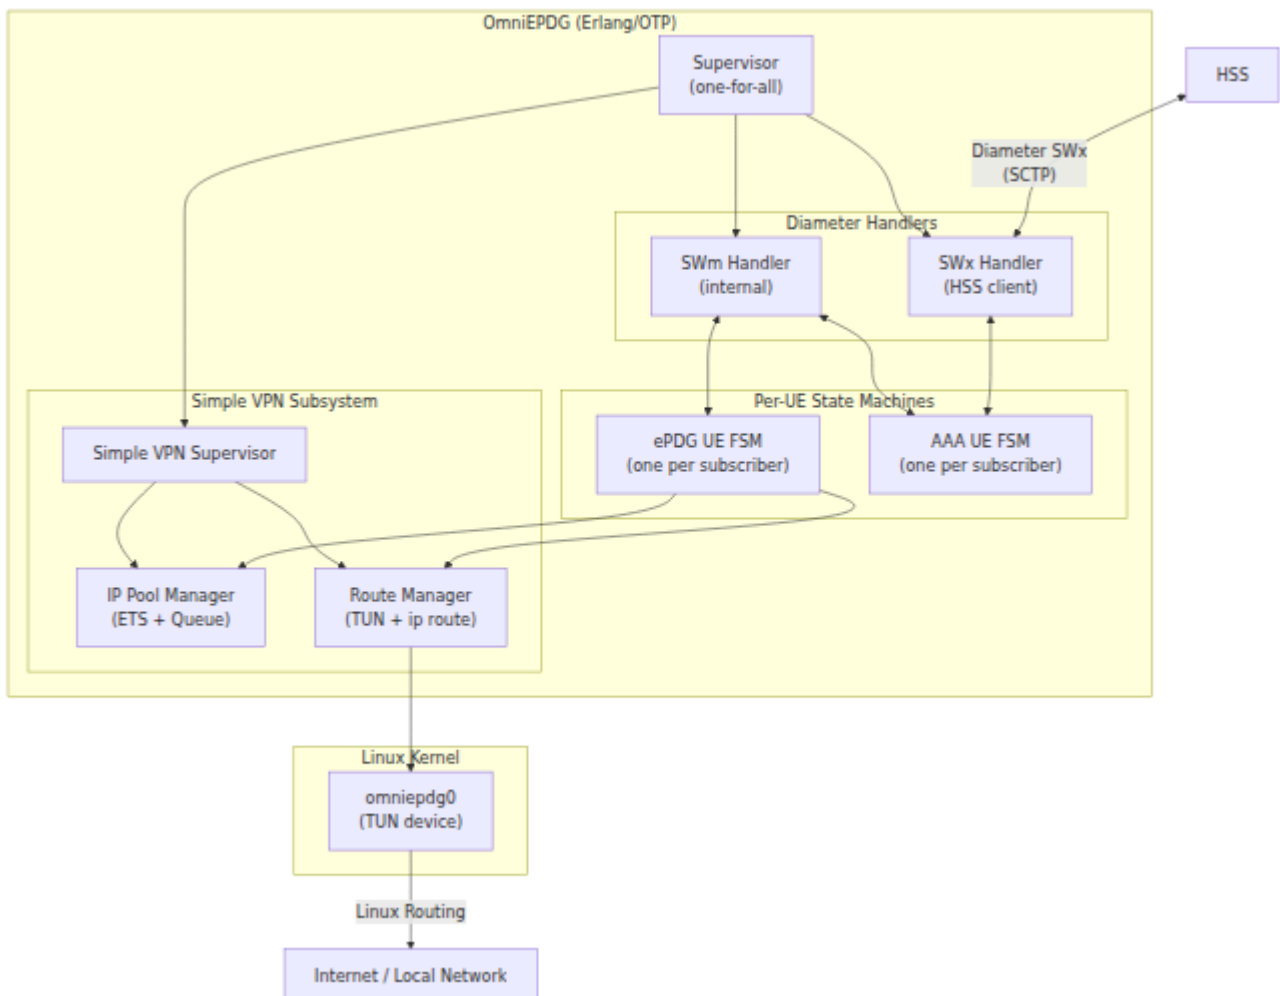 OmniEPDG (Erlang/OTP)
Supervisor
(one-for-all)
HSS
Diameter SWx
(SCTP)
Diameter Handlers
SWm Handler
(internal)
SWx Handler
(HSS client)
Simple VPN Subsystem
Per-UE State Machines
Simple VPN Supervisor
ePDG UE FSM
(one per subscriber)
AAA UE FSM
(one per subscriber)
IP Pool Manager
(ETS + Queue)
Route Manager
(TUN + ip route)
Linux Kernel
omniepdg0
(TUN device)
Linux Routing
Internet / Local Network